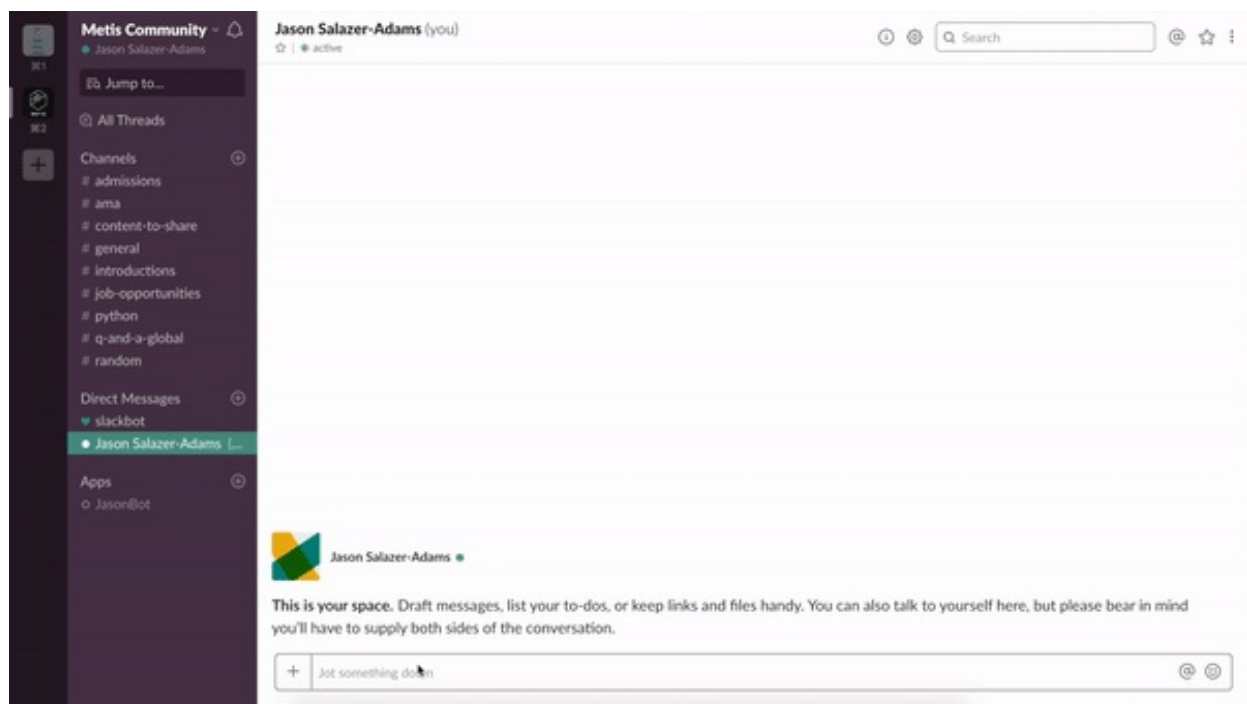 ⌘1
⌘2
Metis Community
Jason Salazer-Adams
Jump to...
All Threads
Channels
# admissions
# ama
# content-to-share
# general
# introductions
# job-opportunities
# python
# q-and-a-global
# random
Direct Messages
slackbot
Jason Salazer-Adams (...
Apps
JasonBot
Jason Salazer-Adams (you)
active
Search
Jason Salazer-Adams
This is your space. Draft messages, list your to-dos, or keep links and files handy. You can also talk to yourself here, but please bear in mind
you'll have to supply both sides of the conversation.
Jot something down